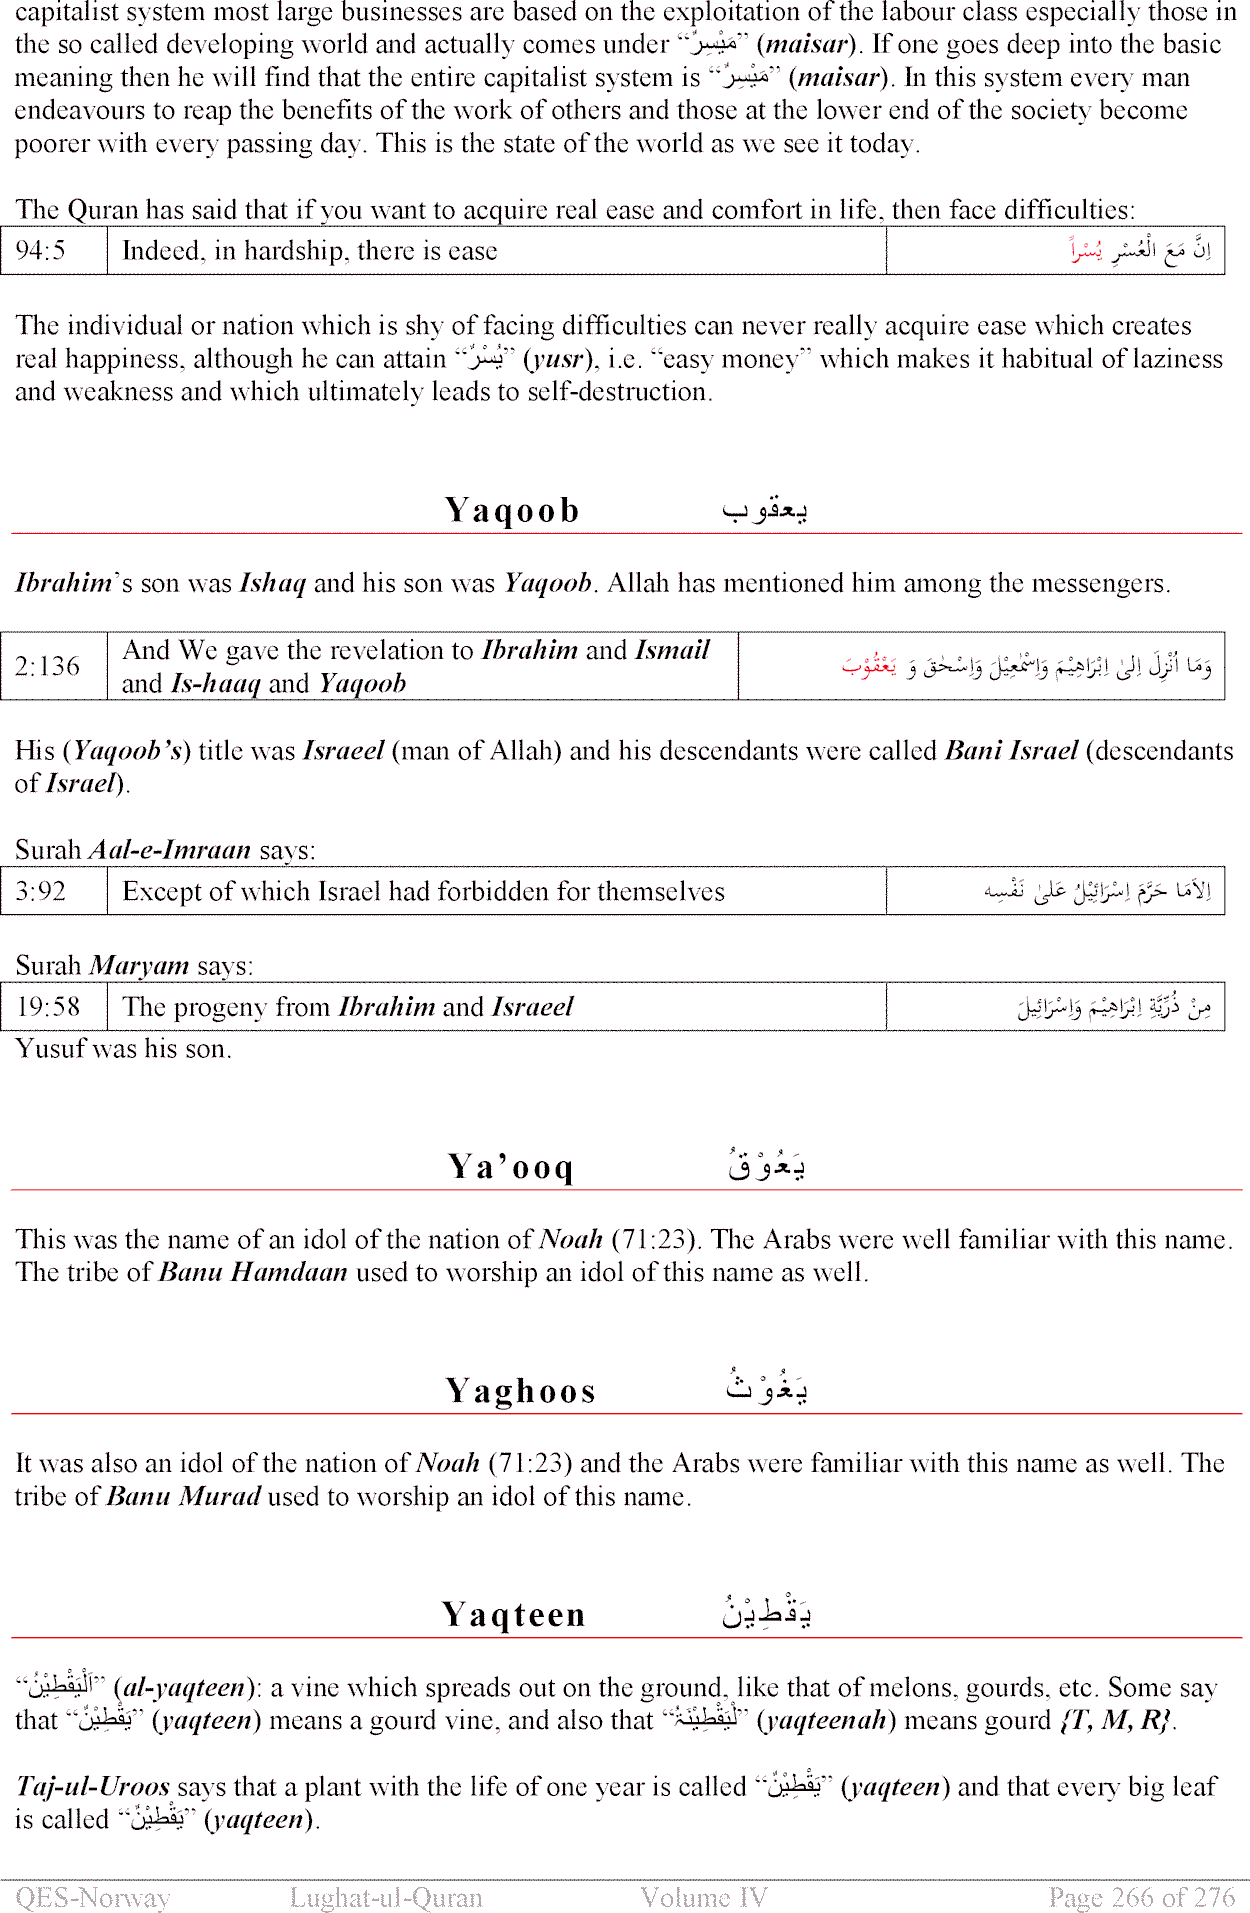 capitalist system most large businesses are based on the exploitation of the labour class especially those in
the so called developing world and actually comes under “مَيْسِرٌ” (maisar). If one goes deep into the basic
meaning then he will find that the entire capitalist system is “مَيْسِرٌ” (maisar). In this system every man
endeavours to reap the benefits of the work of others and those at the lower end of the society become
poorer with every passing day. This is the state of the world as we see it today.
The Quran has said that if you want to acquire real ease and comfort in life, then face difficulties:
94:5 Indeed, in hardship, there is ease اِنَّ مَعَ الْعُسْرِ يُسْراً
The individual or nation which is shy of facing difficulties can never really acquire ease which creates
real happiness, although he can attain “يُسْرٌ” (yusr), i.e. “easy money” which makes it habitual of laziness
and weakness and which ultimately leads to self-destruction.
Yaqoob يعقوب
Ibrahim’s son was Ishaq and his son was Yaqoob. Allah has mentioned him among the messengers.
2:136 And We gave the revelation to Ibrahim and Ismail وَمَا اُنْزِلَ اِلىٰ اِبْرَاهِيْمَ وَاِسْمٰعِيْلَ وَاِسْحٰقَ وَ يَعْقُوْبَ
and Is-haaq and Yaqoob
His (Yaqoob’s) title was Israeel (man of Allah) and his descendants were called Bani Israel (descendants
of Israel).
Surah Aal-e-Imraan says:
3:92 Except of which Israel had forbidden for themselves اِلاَمَا حَرَّمَ اِسْرَائِيْلُ عَلىٰ نَفْسِه
Surah Maryam says:
19:58 The progeny from Ibrahim and Israeel مِنْ ذُرِّيَّةِ اِبْرَاهِيْمَ وَاِسْرَائِيلَ
Yusuf was his son.
Ya’ooq يَعُوْقُ
This was the name of an idol of the nation of Noah (71:23). The Arabs were well familiar with this name.
The tribe of Banu Hamdaan used to worship an idol of this name as well.
Yaghoos يَغُوْثُ
It was also an idol of the nation of Noah (71:23) and the Arabs were familiar with this name as well. The
tribe of Banu Murad used to worship an idol of this name.
Yaqteen يَقْطِيْنُ
“اَلْيَقْطِيْنُ” (al-yaqteen): a vine which spreads out on the ground, like that of melons, gourds, etc. Some say
that “يَقْطِيْنٌ” (yaqteen) means a gourd vine, and also that “لْيَقْطِيْنَۃُ” (yaqteenah) means gourd {T, M, R}.
Taj-ul-Uroos says that a plant with the life of one year is called “يَقْطِيْنٌ” (yaqteen) and that every big leaf
is called “يَقْطِيْنٌ” (yaqteen).
QES-Norway Lughat-ul-Quran Volume IV Page 266 of 276